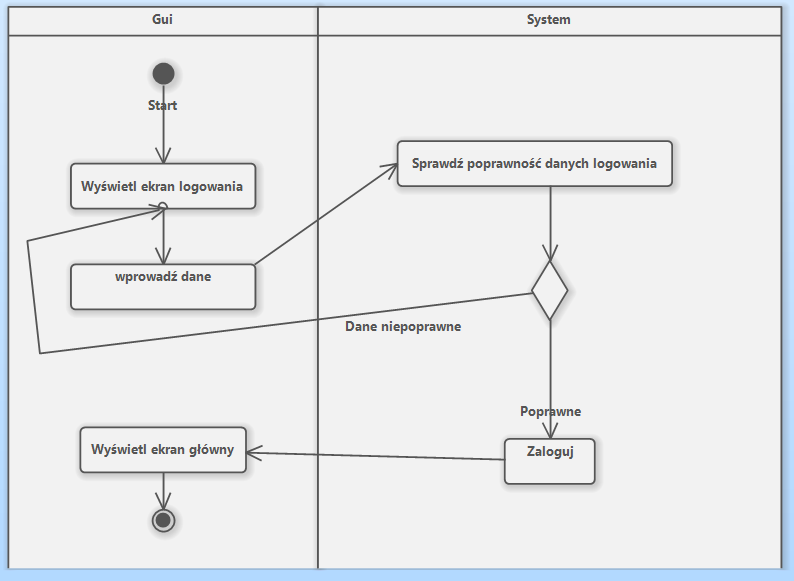 Gui
System
Start
Wyświetl ekran logowania
Sprawdź poprawność danych logowania
wprowadź dane
Dane niepoprawne
Poprawne
Zaloguj
Wyświetl ekran główny